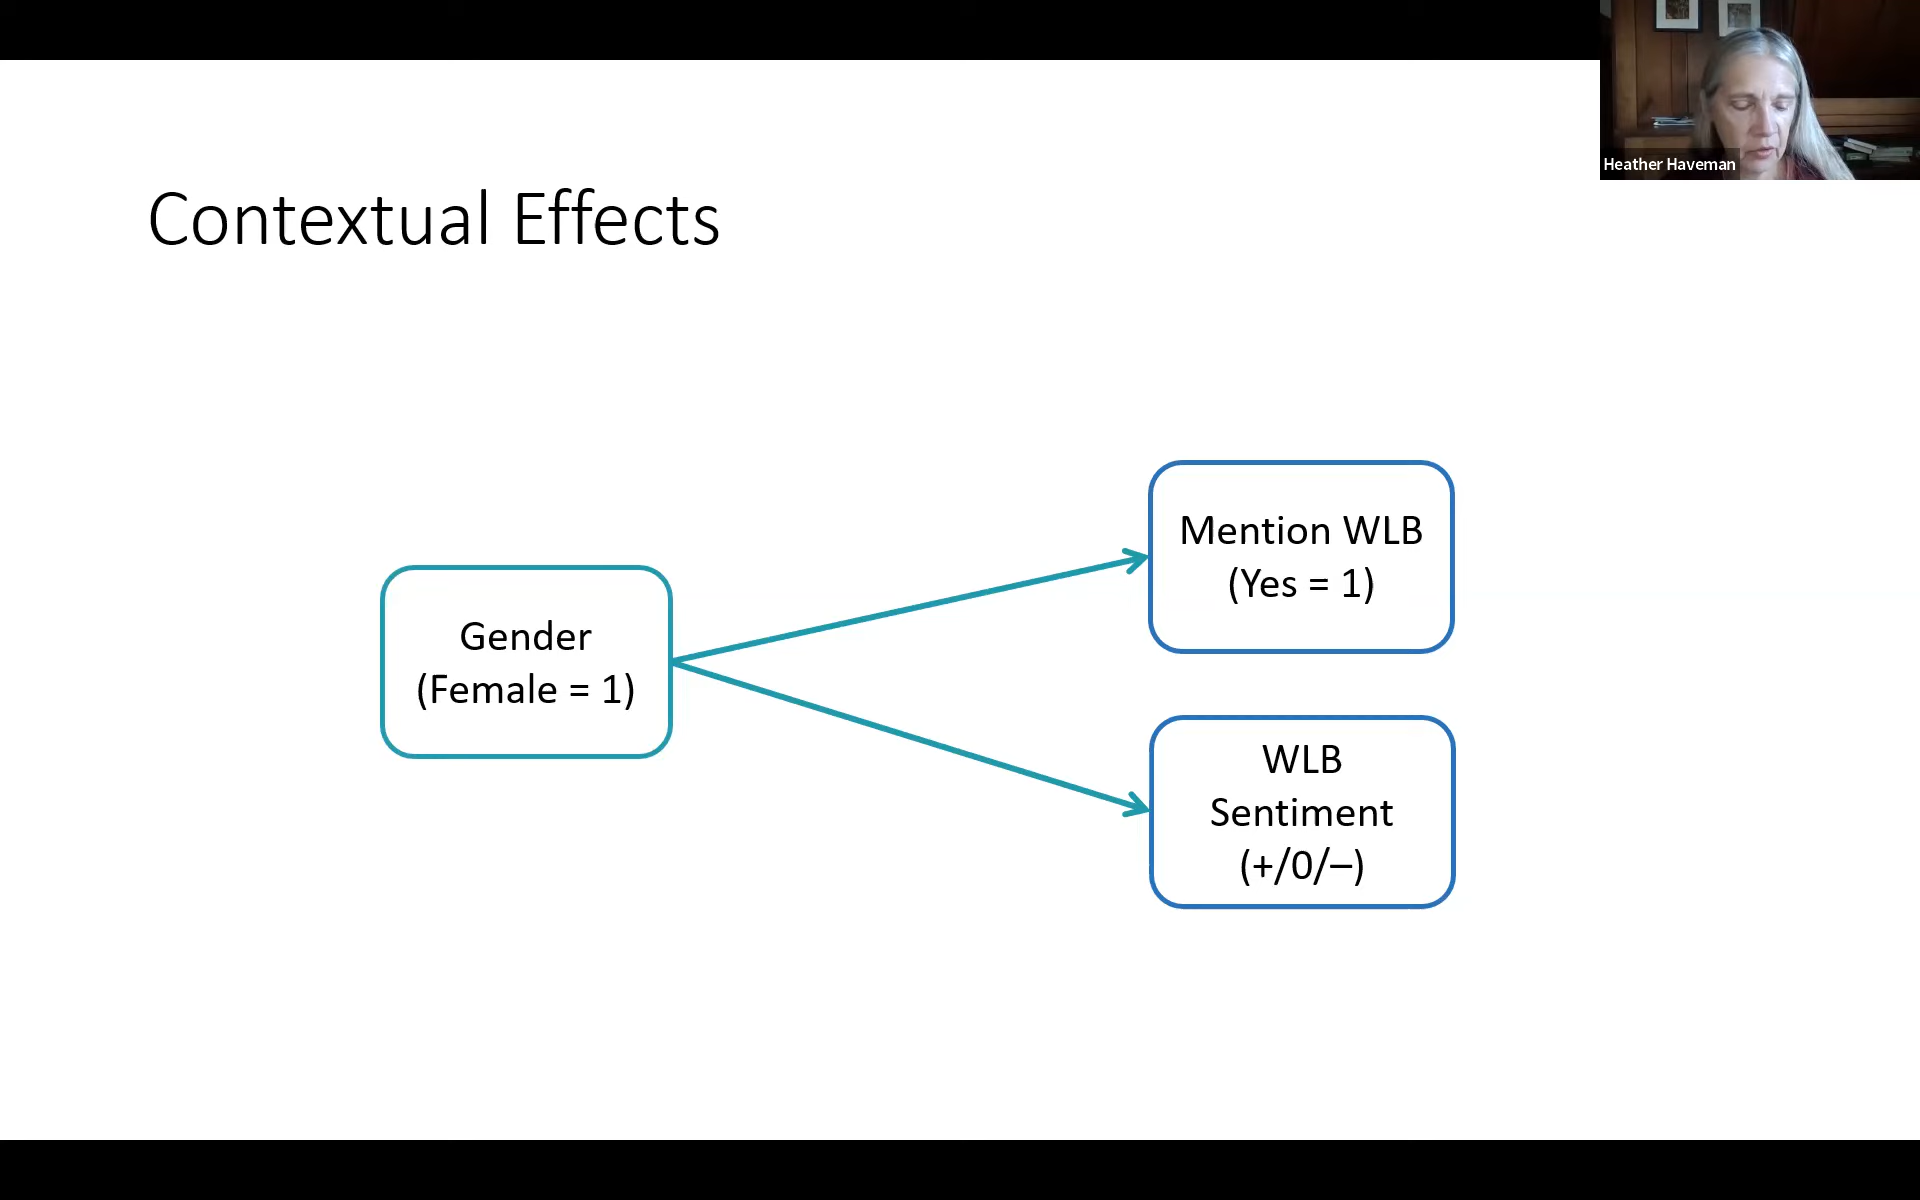 Heather Haveman
Contextual Effects
Mention WLB
(Yes = 1)
Gender
(Female = 1)
WLB
Sentiment
(+/0/–)